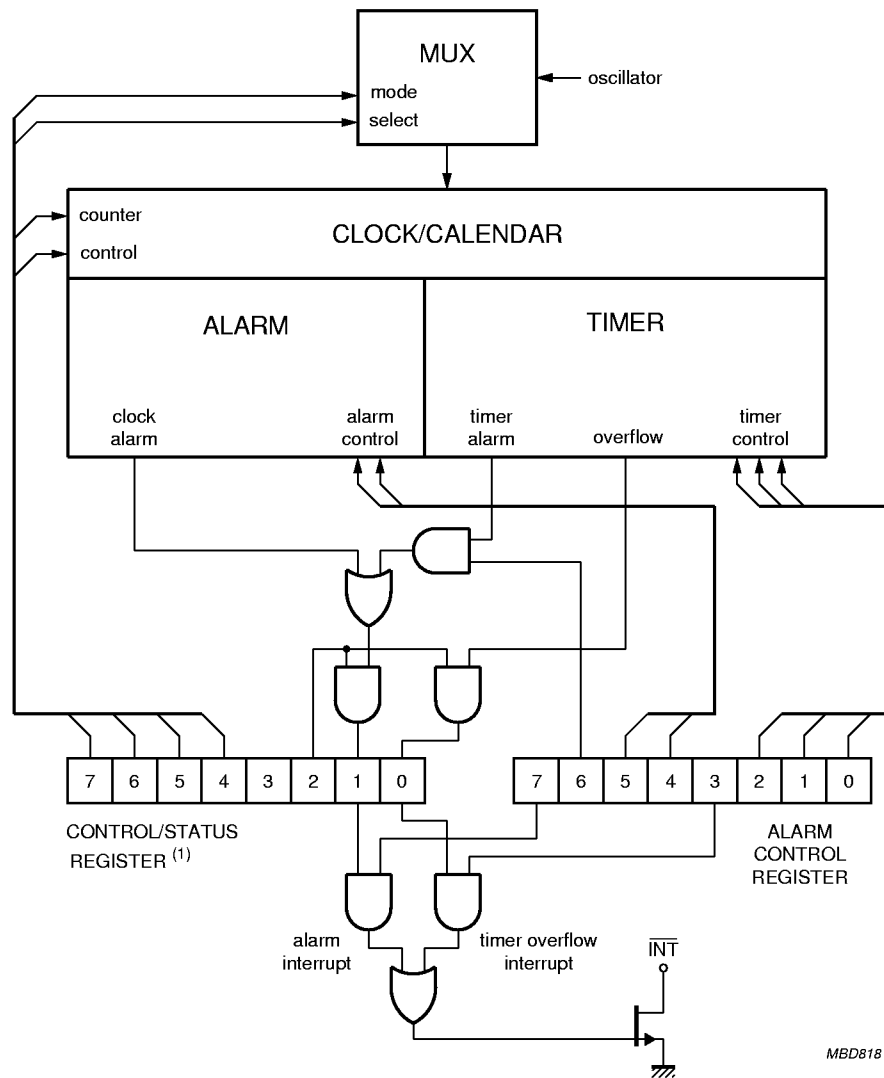 MUX
mode
select
oscillator
counter
control
CLOCK/CALENDAR
ALARM
TIMER
clock
alarm
alarm
control
timer
alarm
overflow
timer
control
7 6 5 4 3 2 1 0
7 6 5 4 3 2 1 0
CONTROL/STATUS
REGISTER (1)
ALARM
CONTROL
REGISTER
alarm
interrupt
timer overflow
interrupt
INT
MBD818